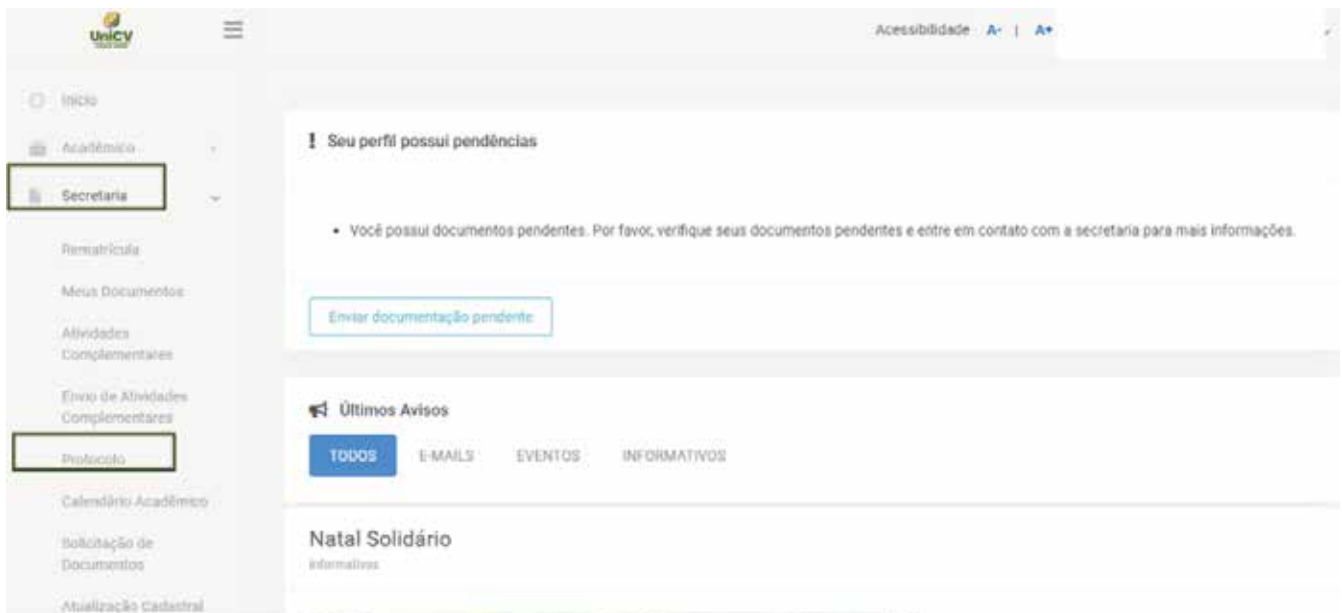 UniCV
Acessibilidade A- | A+
Início
Acadêmico
Secretaria
Rematrícula
Meus Documentos
Atividades
Complementares
Envio de Atividades
Complementares
Protocolo
Calendário Acadêmico
Solicitação de
Documentos
Atualização Cadastral
! Seu perfil possui pendências
• Você possui documentos pendentes. Por favor, verifique seus documentos pendentes e entre em contato com a secretaria para mais informações.
Enviar documentação pendente
Últimos Avisos
TODOS E-MAILS EVENTOS INFORMATIVOS
Natal Solidário
Informativos